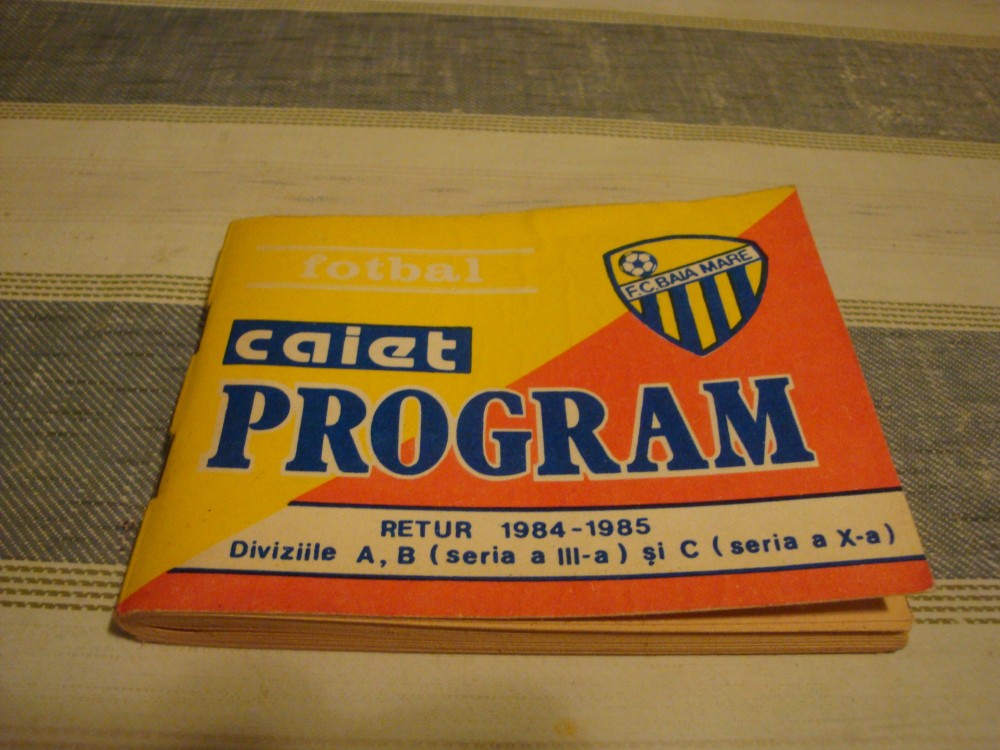 fotbal
F.C. BAIA MARE
caiet
PROGRAM
RETUR 1984-1985
Diviziile A, B (seria a III-a) și C (seria a X-a)